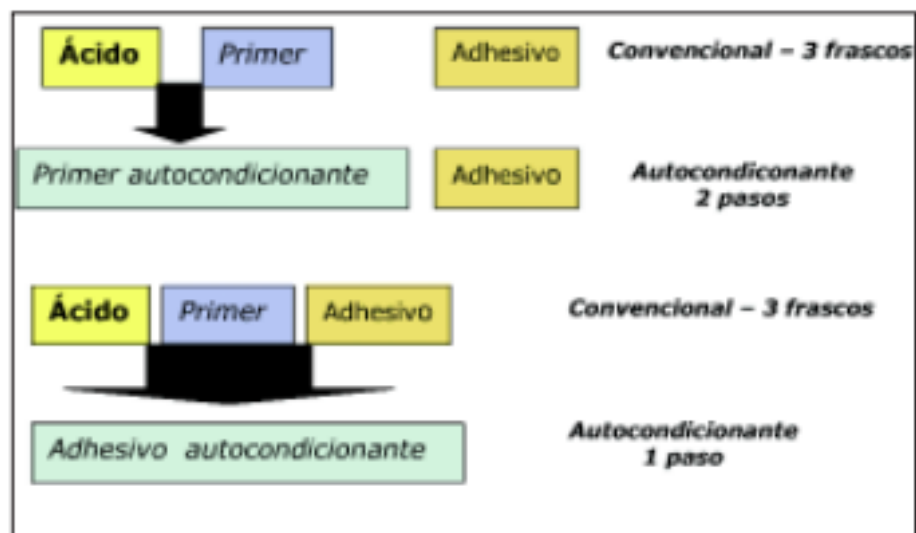 Ácido Primer Adhesivo Convencional – 3 frascos
Primer autocondicionante Adhesivo Autocondiconante
2 pasos
Ácido Primer Adhesivo Convencional – 3 frascos
Adhesivo autocondicionante Autocondicionante
1 paso